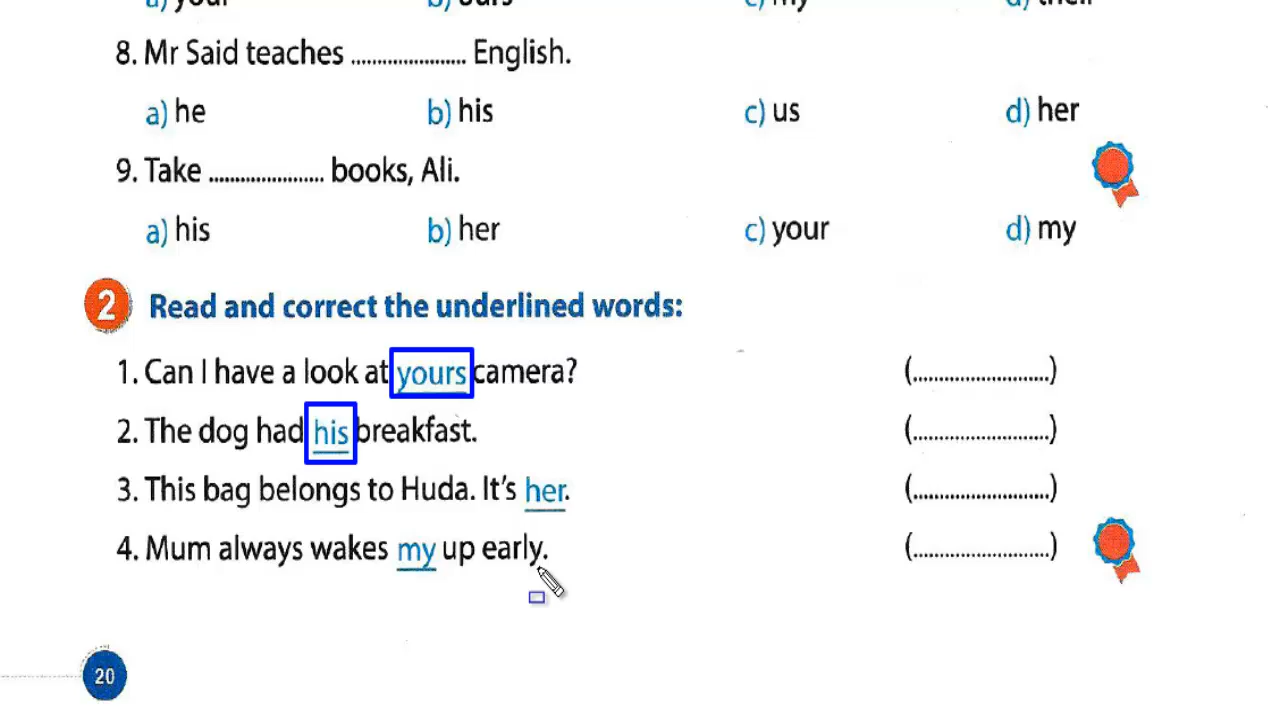 8. Mr Said teaches ...................... English.
a) he b) his c) us d) her
9. Take ...................... books, Ali.
a) his b) her c) your d) my
2 Read and correct the underlined words:
1. Can I have a look at yours camera? (..........................)
2. The dog had his breakfast. (..........................)
3. This bag belongs to Huda. It's her. (..........................)
4. Mum always wakes my up early. (..........................)
20